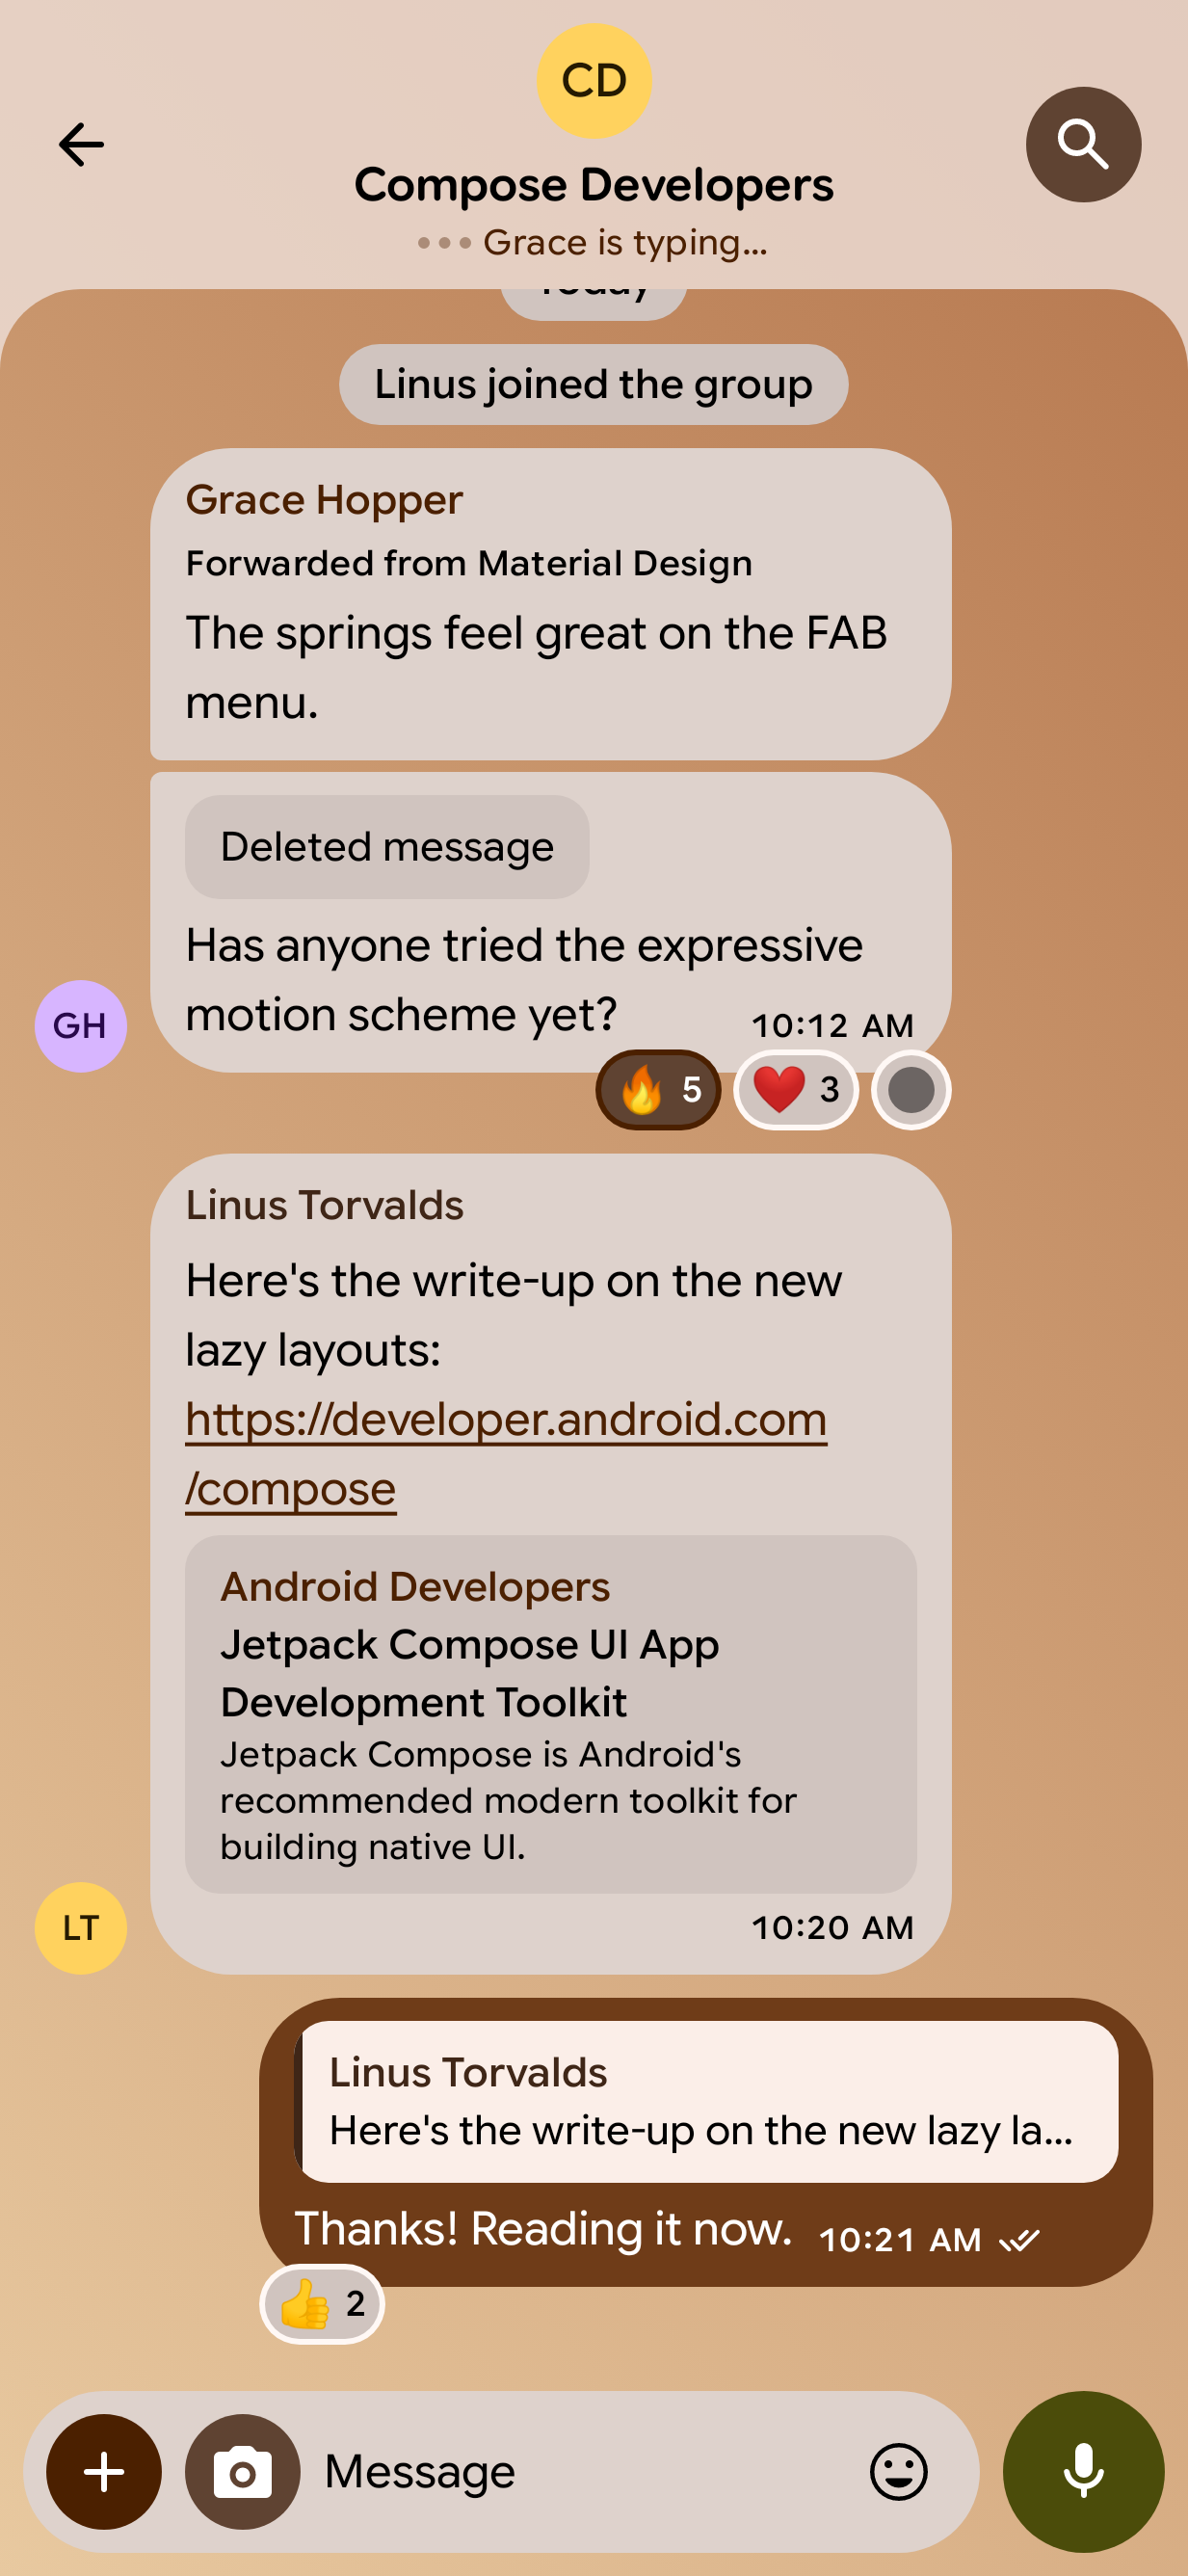 CD
Compose Developers
Grace is typing...
Today
Linus joined the group
Grace Hopper
Forwarded from Material Design
The springs feel great on the FAB
menu.
Deleted message
Has anyone tried the expressive
motion scheme yet?
10:12 AM
GH
5
3
Linus Torvalds
Here's the write-up on the new
lazy layouts:
https://developer.android.com
/compose
Android Developers
Jetpack Compose UI App
Development Toolkit
Jetpack Compose is Android's
recommended modern toolkit for
building native UI.
LT
10:20 AM
Linus Torvalds
Here's the write-up on the new lazy la...
Thanks! Reading it now.
10:21 AM
2
Message